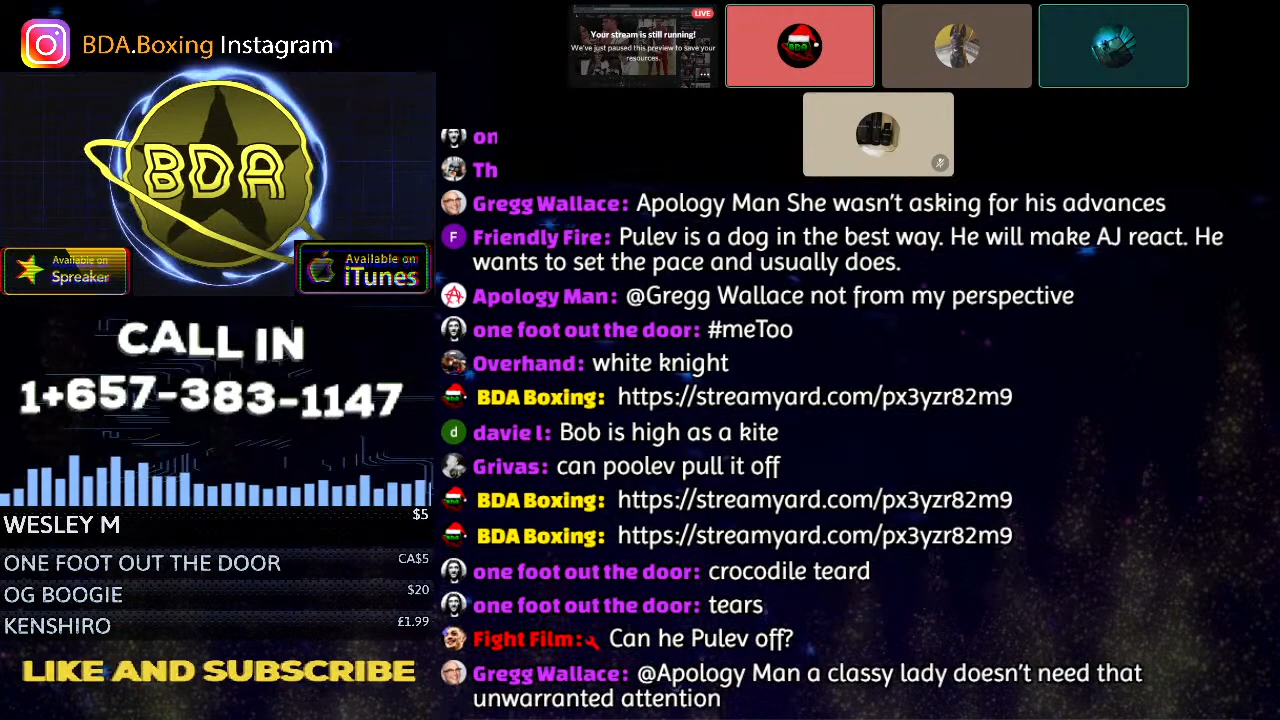 BDA.Boxing Instagram
LIVE
Your stream is still running!
We've just paused this preview to save your
resources.
BDA
Available on
Spreaker
Available on
iTunes
CALL IN
1+657-383-1147
WESLEY M $5
ONE FOOT OUT THE DOOR CA$5
OG BOOGIE $20
KENSHIRO £1.99
LIKE AND SUBSCRIBE
on
Th
Gregg Wallace: Apology Man She wasn't asking for his advances
F Friendly Fire: Pulev is a dog in the best way. He will make AJ react. He
wants to set the pace and usually does.
Apology Man: @Gregg Wallace not from my perspective
one foot out the door: #meToo
Overhand: white knight
BDA Boxing: https://streamyard.com/px3yzr82m9
d davie l: Bob is high as a kite
Grivas: can poolev pull it off
BDA Boxing: https://streamyard.com/px3yzr82m9
BDA Boxing: https://streamyard.com/px3yzr82m9
one foot out the door: crocodile teard
one foot out the door: tears
Fight Film: Can he Pulev off?
Gregg Wallace: @Apology Man a classy lady doesn't need that
unwarranted attention